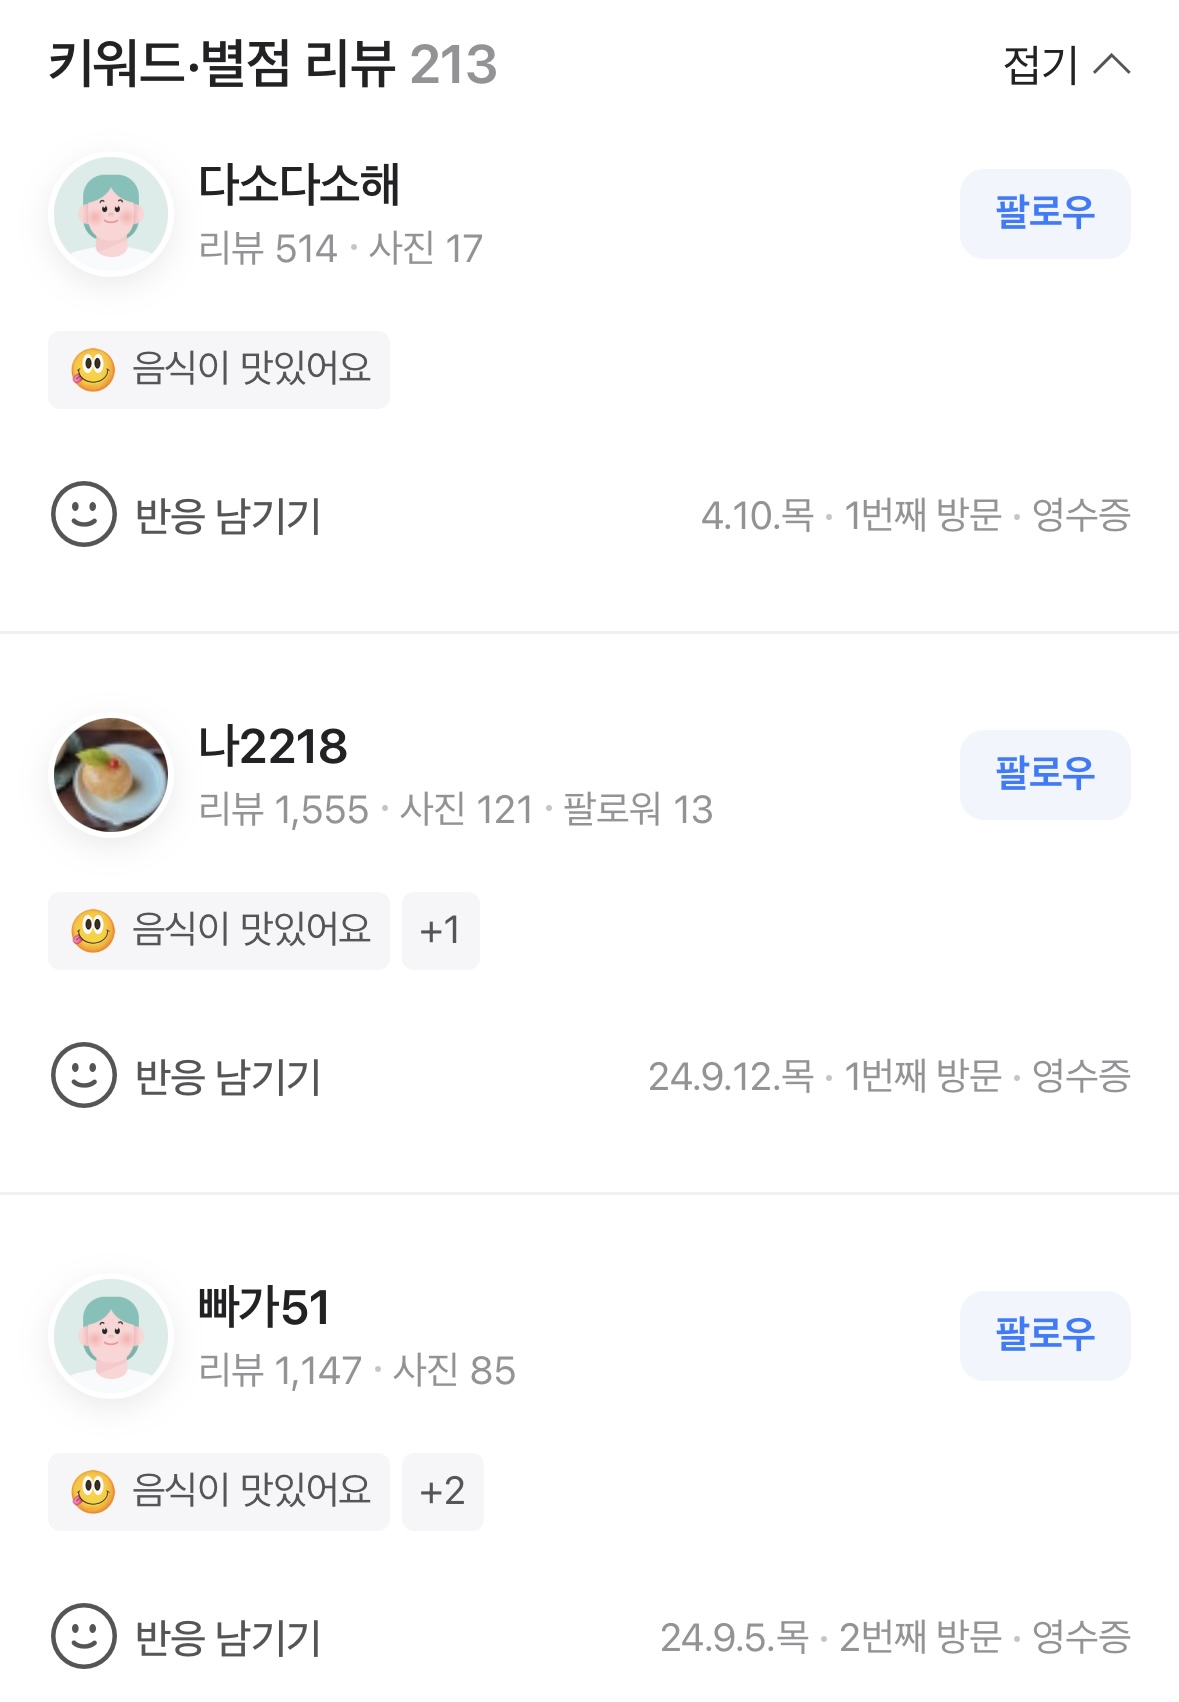 키워드·별점 리뷰 213
접기
다소다소해
팔로우
리뷰 514 · 사진 17
음식이 맛있어요
반응 남기기
4.10.목 · 1번째 방문 · 영수증
나2218
팔로우
리뷰 1,555 · 사진 121 · 팔로워 13
음식이 맛있어요 +1
반응 남기기
24.9.12.목 · 1번째 방문 · 영수증
빠가51
팔로우
리뷰 1,147 · 사진 85
음식이 맛있어요 +2
반응 남기기
24.9.5.목 · 2번째 방문 · 영수증